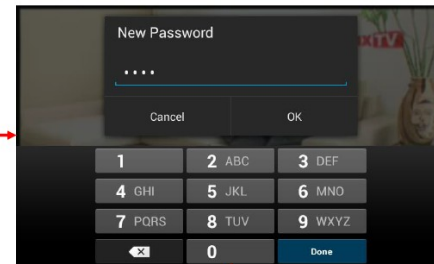 New Password
....
Cancel OK
1 2 ABC 3 DEF
4 GHI 5 JKL 6 MNO
7 PQRS 8 TUV 9 WXYZ
0 Done